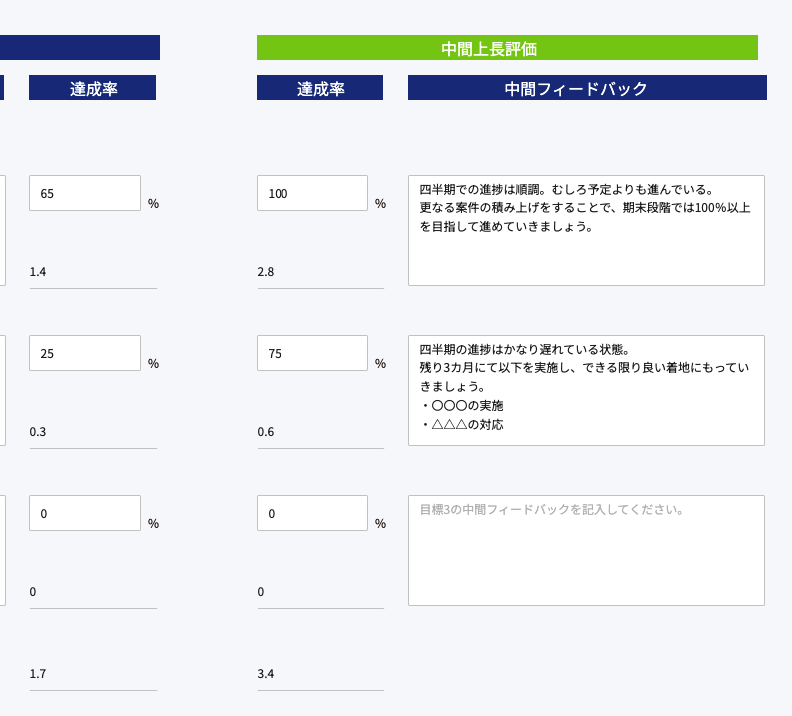 中間上長評価
達成率
達成率
中間フィードバック
65
%
100
%
四半期での進捗は順調。むしろ予定よりも進んでいる。
更なる案件の積み上げをすることで、期末段階では100%以上
を目指して進めていきましょう。
1.4
2.8
25
%
75
%
四半期の進捗はかなり遅れている状態。
残り3カ月にて以下を実施し、できる限り良い着地にもってい
きましょう。
・〇〇〇の実施
・△△△の対応
0.3
0.6
0
%
0
%
目標3の中間フィードバックを記入してください。
0
0
1.7
3.4